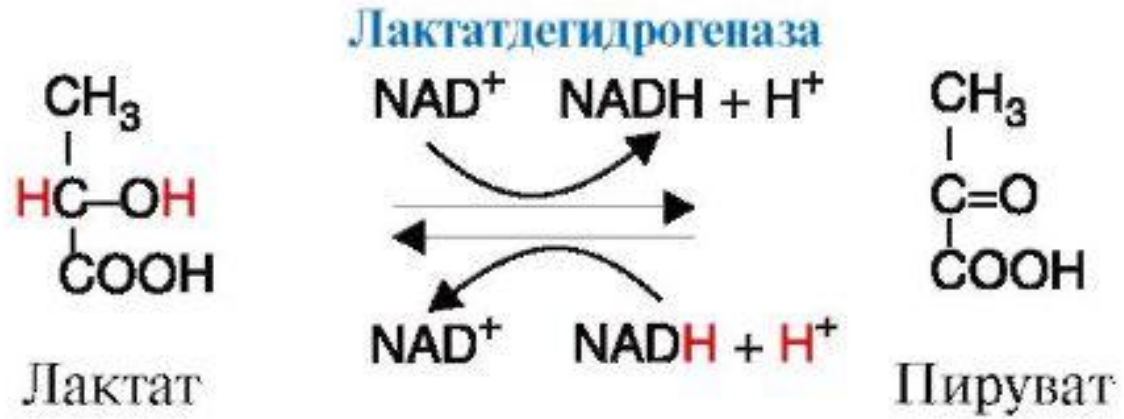 Лактатдегидрогеназа
CH₃
HC–OH
COOH
Лактат
NAD⁺ NADH + H⁺
NAD⁺ NADH + H⁺
CH₃
C=O
COOH
Пируват